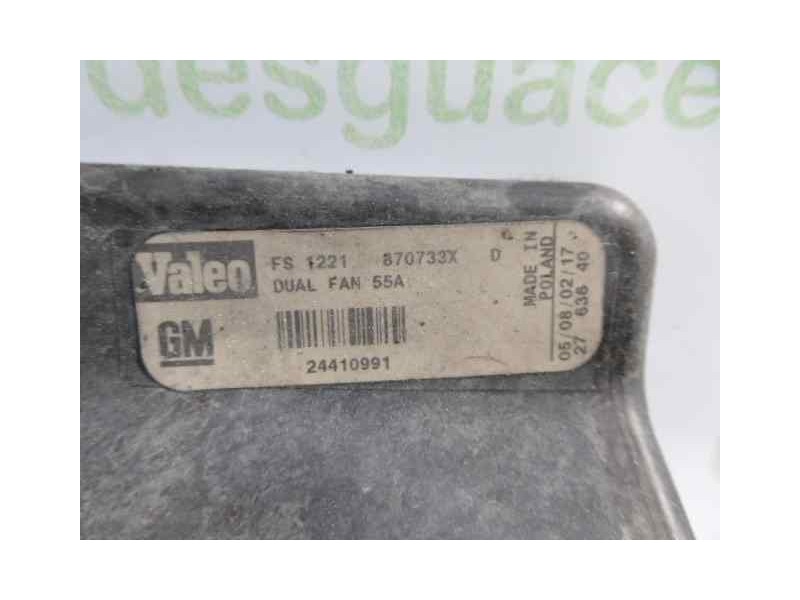 desguace
Valeo FS 1221 870733X D
DUAL FAN 55A
GM
24410991
MADE IN
POLAND
05/08/02/17
27 638 40